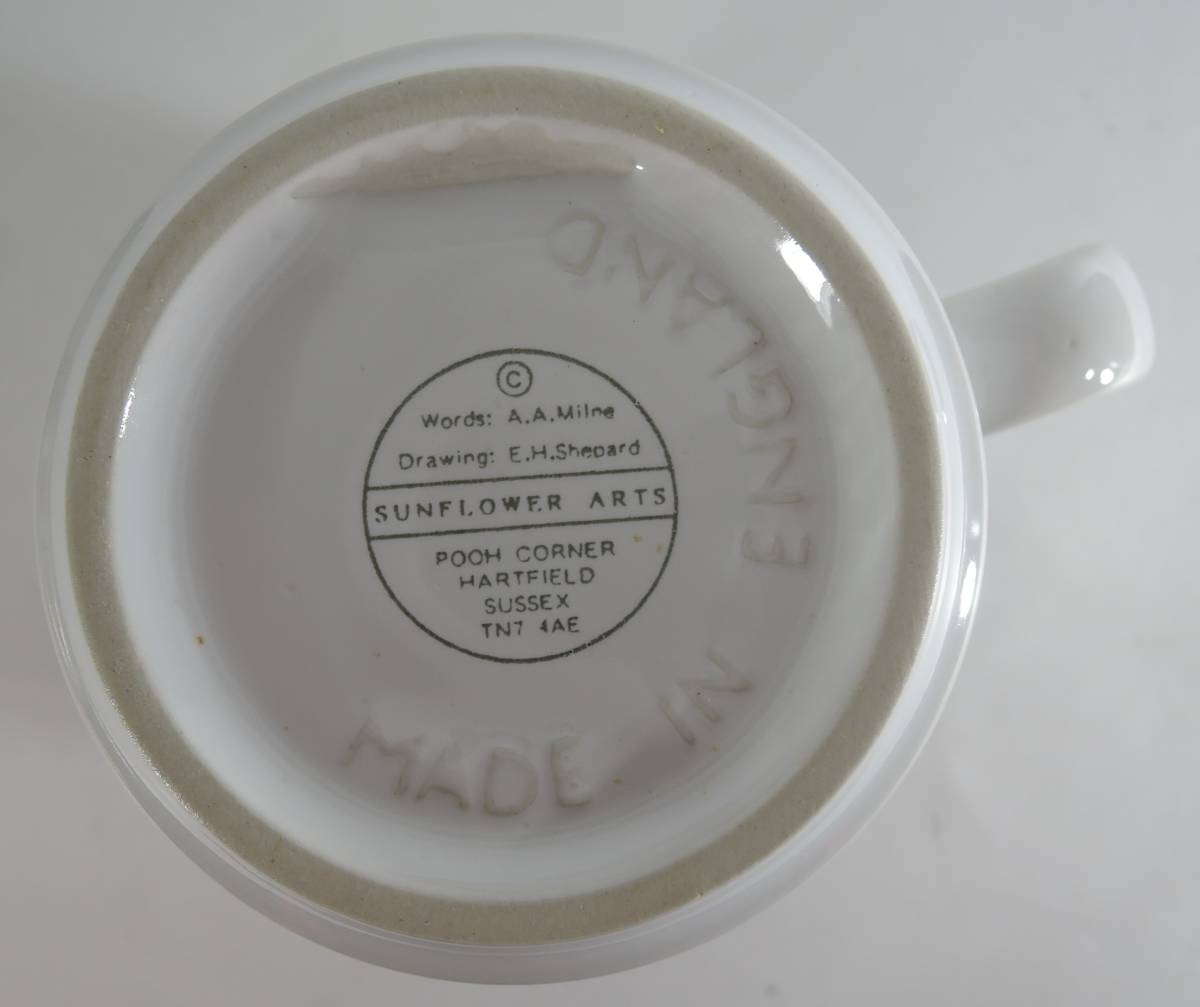 ©
Words: A.A.Milne
Drawing: E.H.Shepard
SUNFLOWER ARTS
POOH CORNER
HARTFIELD
SUSSEX
TN7 4AE
MADE IN ENGLAND